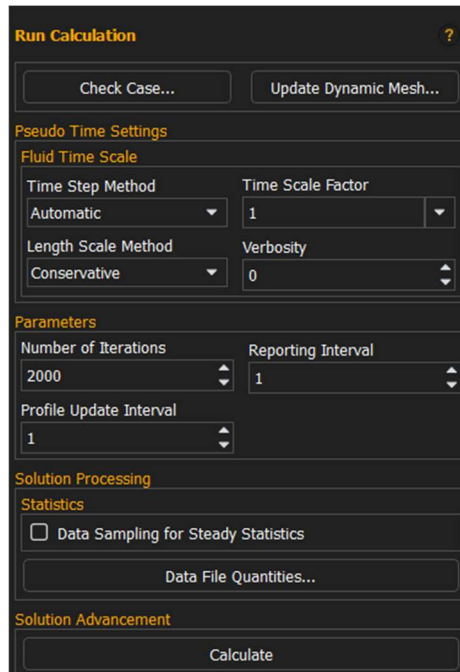 Run Calculation ?
Check Case... Update Dynamic Mesh...
Pseudo Time Settings
Fluid Time Scale
Time Step Method Time Scale Factor
Automatic 1
Length Scale Method Verbosity
Conservative 0
Parameters
Number of Iterations Reporting Interval
2000 1
Profile Update Interval
1
Solution Processing
Statistics
Data Sampling for Steady Statistics
Data File Quantities...
Solution Advancement
Calculate